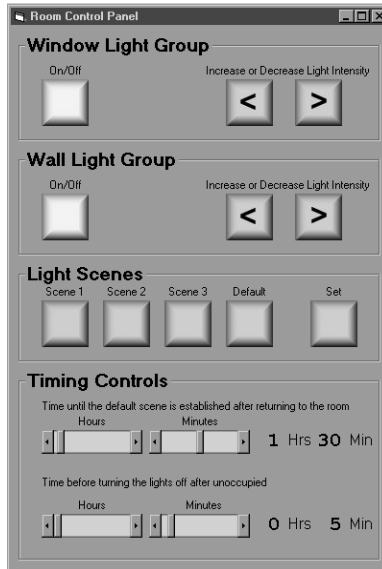 Room Control Panel
Window Light Group
On/Off Increase or Decrease Light Intensity
< >
Wall Light Group
On/Off Increase or Decrease Light Intensity
< >
Light Scenes
Scene 1 Scene 2 Scene 3 Default Set
Timing Controls
Time until the default scene is established after returning to the room
Hours Minutes
1 Hrs 30 Min
Time before turning the lights off after unoccupied
Hours Minutes
0 Hrs 5 Min